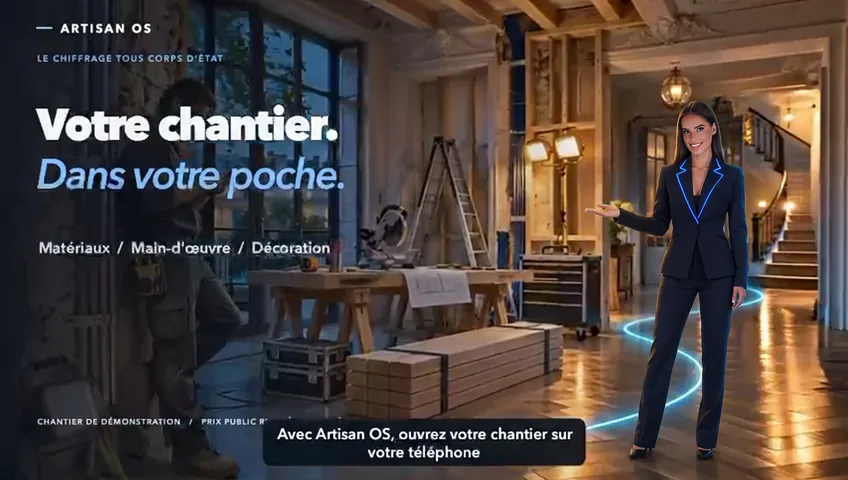 ARTISAN OS
LE CHIFFRAGE TOUS CORPS D'ÉTAT
Votre chantier.
Dans votre poche.
Matériaux / Main-d'œuvre / Décoration
CHANTIER DE DÉMONSTRATION / PRIX PUBLIC
Avec Artisan OS, ouvrez votre chantier sur
votre téléphone